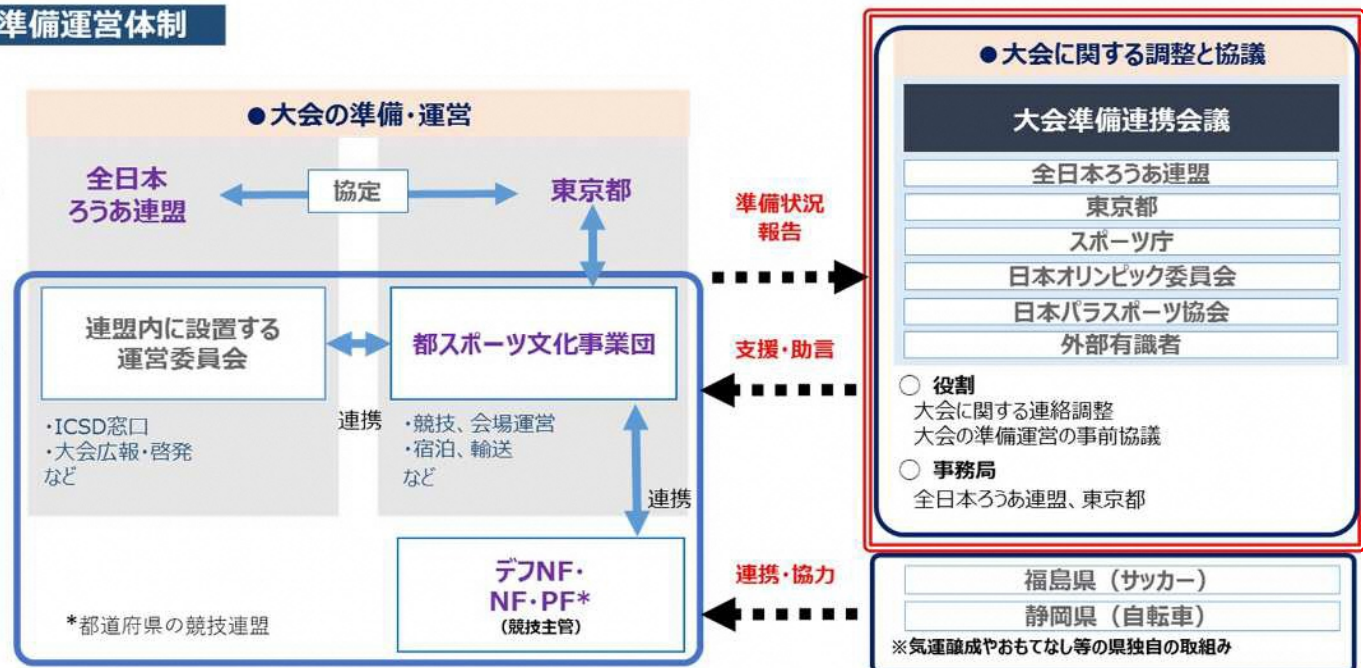 準備運営体制
●大会の準備・運営
全日本
ろうあ連盟
協定
東京都
連盟内に設置する
運営委員会
都スポーツ文化事業団
連携
・ICSD窓口
・大会広報・啓発
など
・競技、会場運営
・宿泊、輸送
など
連携
デフNF・
NF・PF*
(競技主管)
*都道府県の競技連盟
準備状況
報告
支援・助言
連携・協力
●大会に関する調整と協議
大会準備連携会議
全日本ろうあ連盟
東京都
スポーツ庁
日本オリンピック委員会
日本パラスポーツ協会
外部有識者
○ 役割
大会に関する連絡調整
大会の準備運営の事前協議
○ 事務局
全日本ろうあ連盟、東京都
福島県（サッカー）
静岡県（自転車）
※気運醸成やおもてなし等の県独自の取組み